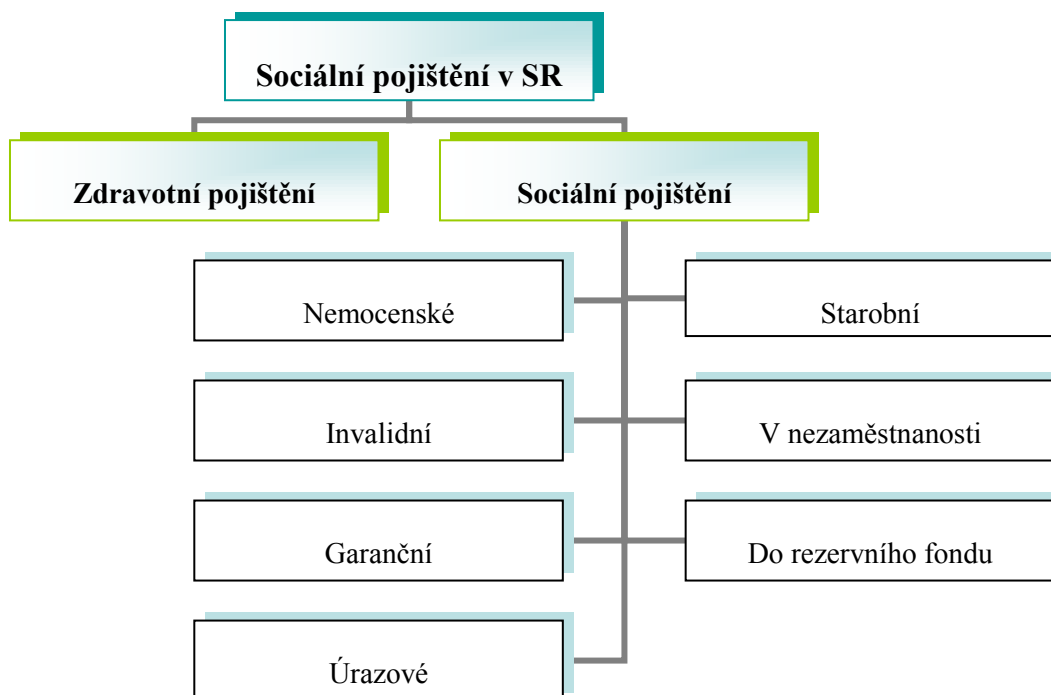 Sociální pojištění v SR
Zdravotní pojištění
Sociální pojištění
Nemocenské
Starobní
Invalidní
V nezaměstnanosti
Garanční
Do rezervního fondu
Úrazové